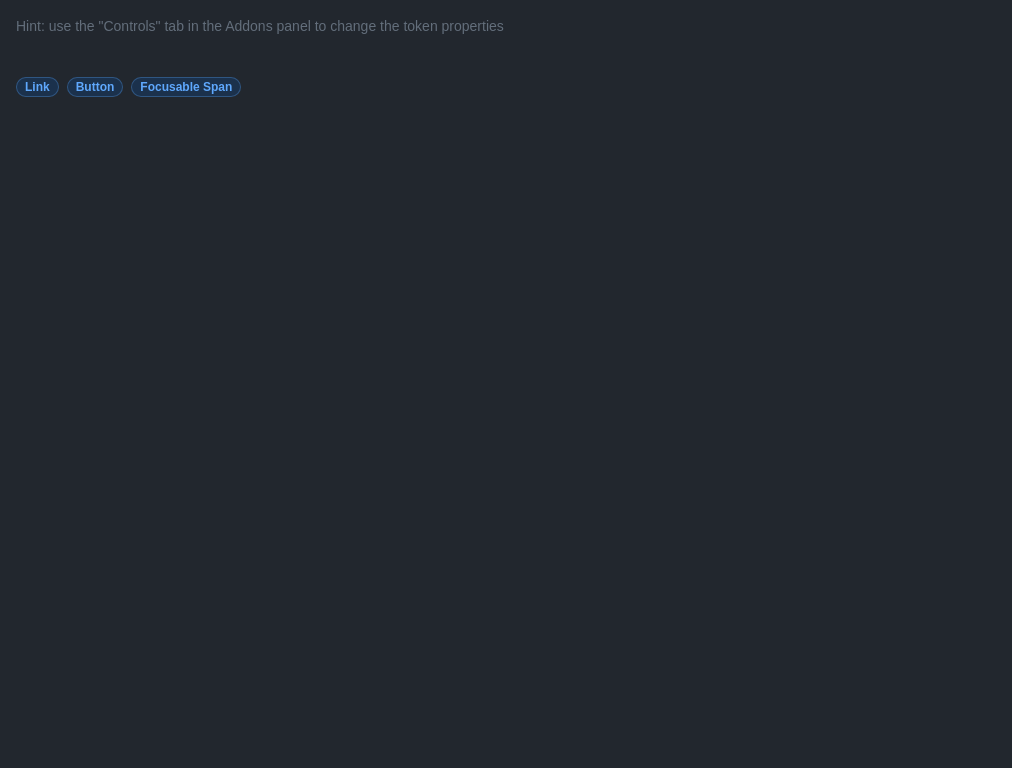 Hint: use the "Controls" tab in the Addons panel to change the token properties
Link Button Focusable Span